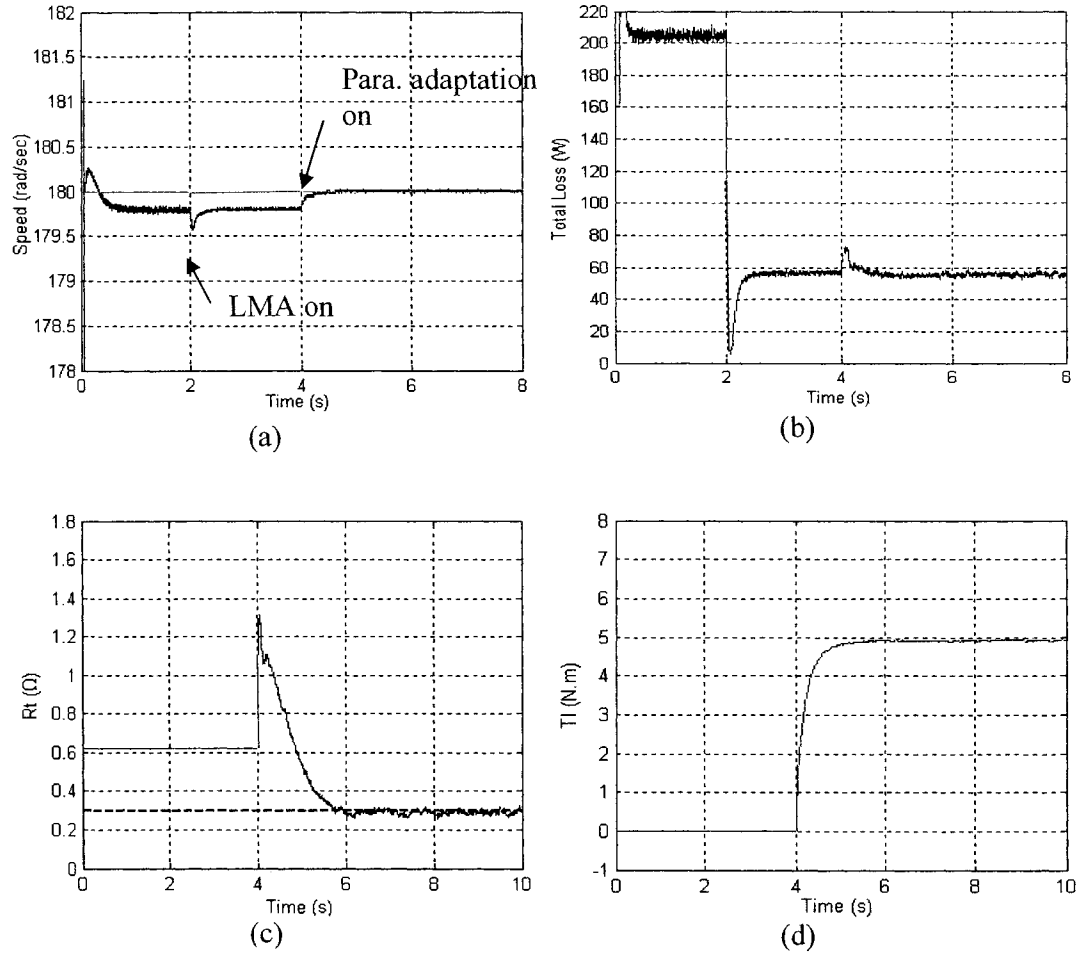 182
181.5
181
180.5
180
179.5
179
178.5
178
Speed (rad/sec)
Para. adaptation
on
LMA on
0 2 4 6 8
Time (s)
(a)
220
200
180
160
140
120
100
80
60
40
20
0
Total Loss (W)
0 2 4 6 8
Time (s)
(b)
1.8
1.6
1.4
1.2
1
0.8
0.6
0.4
0.2
0
Rt (Ω)
0 2 4 6 8 10
Time (s)
(c)
8
7
6
5
4
3
2
1
0
-1
Tl (N.m)
0 2 4 6 8 10
Time (s)
(d)